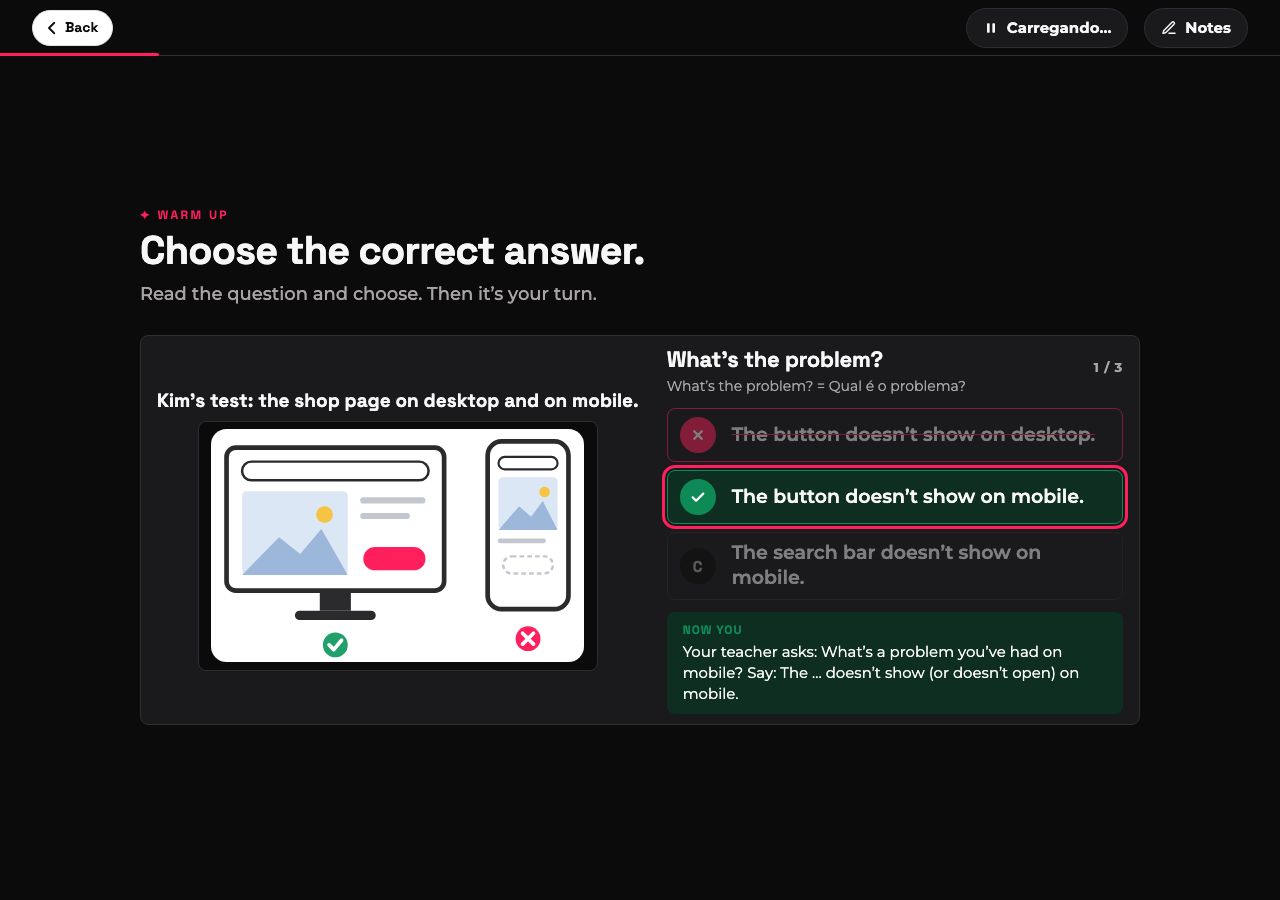 Back
Carregando...
Notes
✦ WARM UP
Choose the correct answer.
Read the question and choose. Then it's your turn.
Kim's test: the shop page on desktop and on mobile.
What's the problem?
1 / 3
What's the problem? = Qual é o problema?
The button doesn't show on desktop.
The button doesn't show on mobile.
C
The search bar doesn't show on
mobile.
NOW YOU
Your teacher asks: What's a problem you've had on
mobile? Say: The ... doesn't show (or doesn't open) on
mobile.